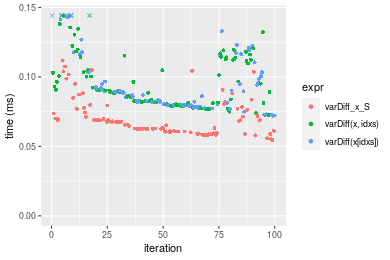 0.15
0.10
0.05
0.00
time (ms)
0
25
50
75
100
iteration
expr
varDiff_x_S
varDiff(x, idxs)
varDiff(x[idxs])